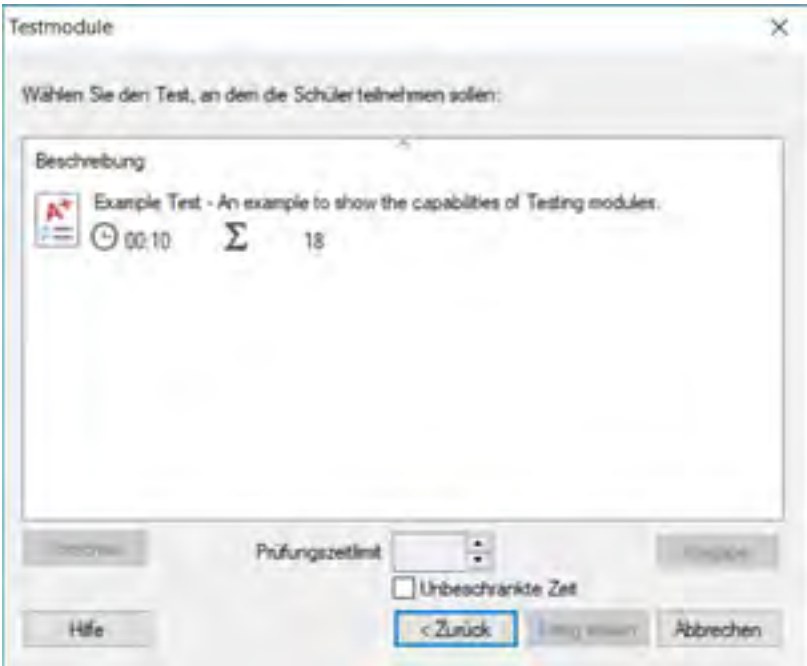 Testmodule
Wählen Sie den Test, an dem die Schüler teilnehmen sollen:
Beschreibung
Example Test - An example to show the capabilities of Testing modules.
00:10 Σ 18
Prüfungszeitlimit
Unbeschränkte Zeit
Hilfe < Zurück Abbrechen